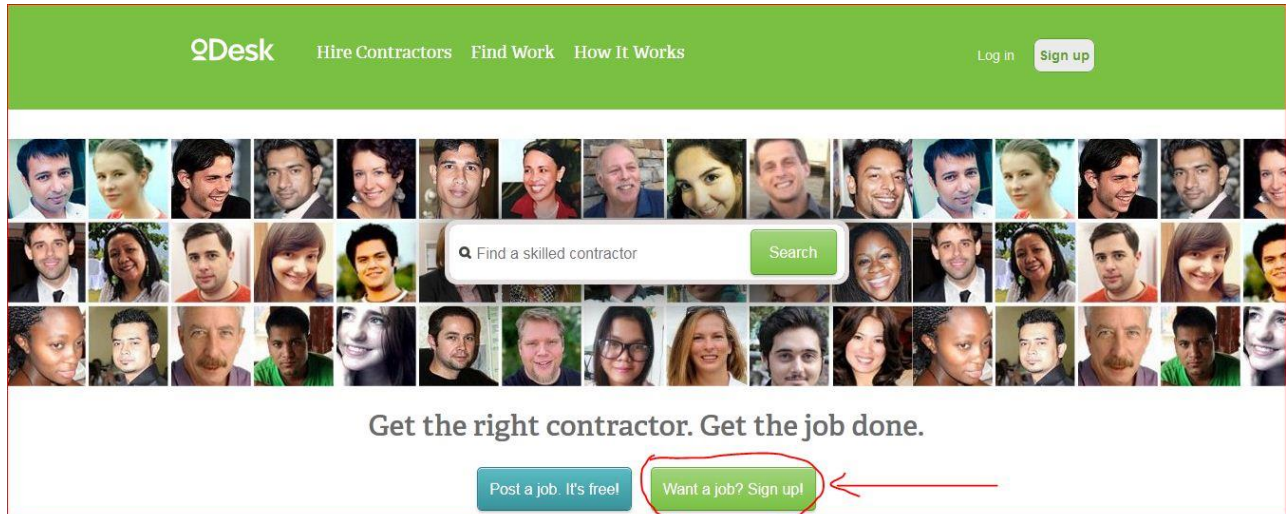 oDesk Hire Contractors Find Work How It Works Log in Sign up
Find a skilled contractor Search
Get the right contractor. Get the job done.
Post a job. It's free! Want a job? Sign up!